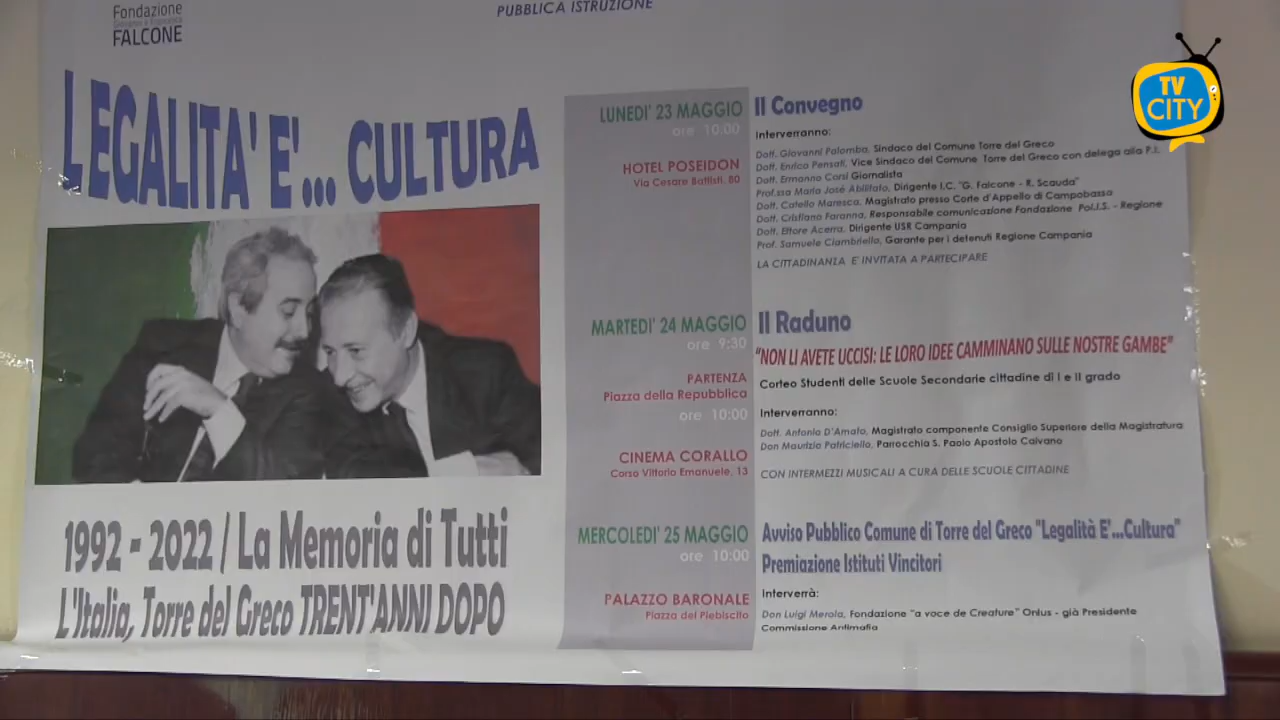 Fondazione
Giovanni e Francesca
FALCONE
PUBBLICA ISTRUZIONE
TV
CITY
LEGALITA' E'... CULTURA
1992 - 2022 / La Memoria di Tutti
L'Italia, Torre del Greco TRENT'ANNI DOPO
LUNEDI' 23 MAGGIO
ore 10.00
HOTEL POSEIDON
Via Cesare Battisti, 80
Il Convegno
Interverranno:
Dott. Giovanni Palomba, Sindaco del Comune Torre del Greco
Dott. Enrico Pensati, Vice Sindaco del Comune Torre del Greco con delega alla P.I.
Dott. Ermanno Corsi Giornalista
Prof.ssa Maria Josè Abilitato, Dirigente I.C. "G. Falcone - R. Scauda"
Dott. Catello Maresca, Magistrato presso Corte d'Appello di Campobassa
Dott. Cristiano Faranna, Responsabile comunicazione Fondazione Pol.I.S. - Regione
Dott. Ettore Acerra, Dirigente USR Campania
Prof. Samuele Ciambriello, Garante per i detenuti Regione Campania
LA CITTADINANZA E' INVITATA A PARTECIPARE
MARTEDI' 24 MAGGIO
ore 9:30
PARTENZA
Piazza della Repubblica
ore 10:00
CINEMA CORALLO
Corso Vittorio Emanuele, 13
Il Raduno
"NON LI AVETE UCCISI: LE LORO IDEE CAMMINANO SULLE NOSTRE GAMBE"
Corteo Studenti delle Scuole Secondarie cittadine di I e II grado
Interverranno:
Dott. Antonio D'Amato, Magistrato componente Consiglio Superiore della Magistratura
Don Maurizio Patriciello, Parrocchia S. Paolo Apostolo Caivano
CON INTERMEZZI MUSICALI A CURA DELLE SCUOLE CITTADINE
MERCOLEDI' 25 MAGGIO
ore 10:00
PALAZZO BARONALE
Piazza del Plebiscito
Avviso Pubblico Comune di Torre del Greco "Legalità E'...Cultura"
Premiazione Istituti Vincitori
Interverrà:
Don Luigi Merola, Fondazione "a voce de Creature" Onlus - già Presidente
Commissione Antimafia